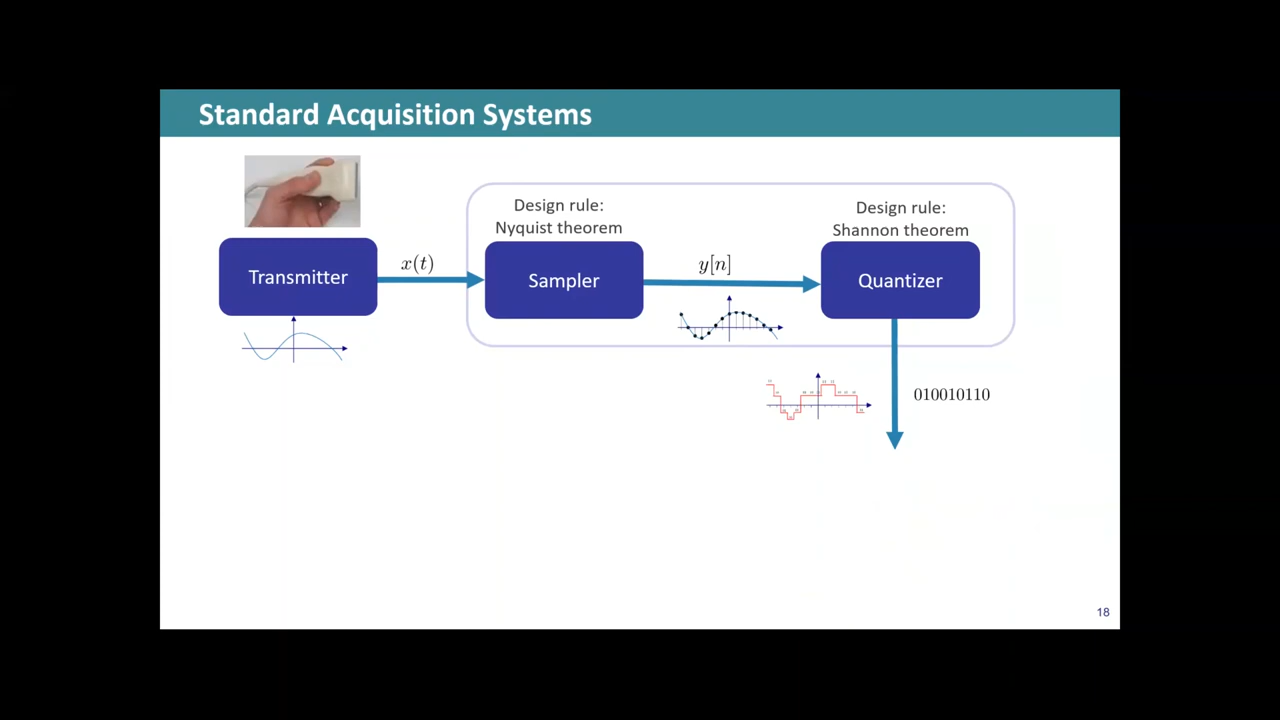 Standard Acquisition Systems
Design rule:
Nyquist theorem
Design rule:
Shannon theorem
Transmitter
x(t)
Sampler
y[n]
Quantizer
010010110
18